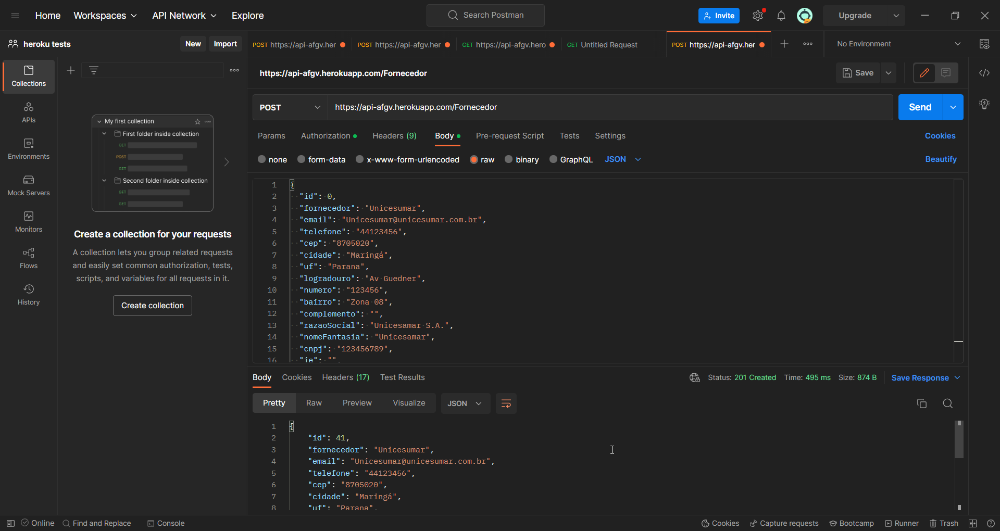 Home Workspaces API Network Explore Search Postman Invite Upgrade
heroku tests New Import POST https://api-afgv.her POST https://api-afgv.her GET https://api-afgv.hero GET Untitled Request POST https://api-afgv.her No Environment
Collections
APIs
Environments
Mock Servers
Monitors
Flows
History
My first collection
First folder inside collection
GET
POST
GET
Second folder inside collection
GET
GET
Create a collection for your requests
A collection lets you group related requests
and easily set common authorization, tests,
scripts, and variables for all requests in it.
Create collection
https://api-afgv.herokuapp.com/Fornecedor Save
POST https://api-afgv.herokuapp.com/Fornecedor Send
Params Authorization Headers (9) Body Pre-request Script Tests Settings Cookies
none form-data x-www-form-urlencoded raw binary GraphQL JSON Beautify
1 {
2 "id": 0,
3 "fornecedor": "Unicesumar",
4 "email": "Unicesumar@unicesumar.com.br",
5 "telefone": "44123456",
6 "cep": "8705020",
7 "cidade": "Maringá",
8 "uf": "Parana",
9 "logradouro": "Av Guedner",
10 "numero": "123456",
11 "bairro": "Zona 08",
12 "complemento": "",
13 "razaoSocial": "Unicesamar S.A.",
14 "nomeFantasia": "Unicesamar",
15 "cnpj": "123456789",
16 "ie": "",
Body Cookies Headers (17) Test Results Status: 201 Created Time: 495 ms Size: 874 B Save Response
Pretty Raw Preview Visualize JSON
1 {
2 "id": 41,
3 "fornecedor": "Unicesumar",
4 "email": "Unicesumar@unicesumar.com.br",
5 "telefone": "44123456",
6 "cep": "8705020",
7 "cidade": "Maringá",
8 "uf": "Parana",
Online Find and Replace Console Cookies Capture requests Bootcamp Runner Trash